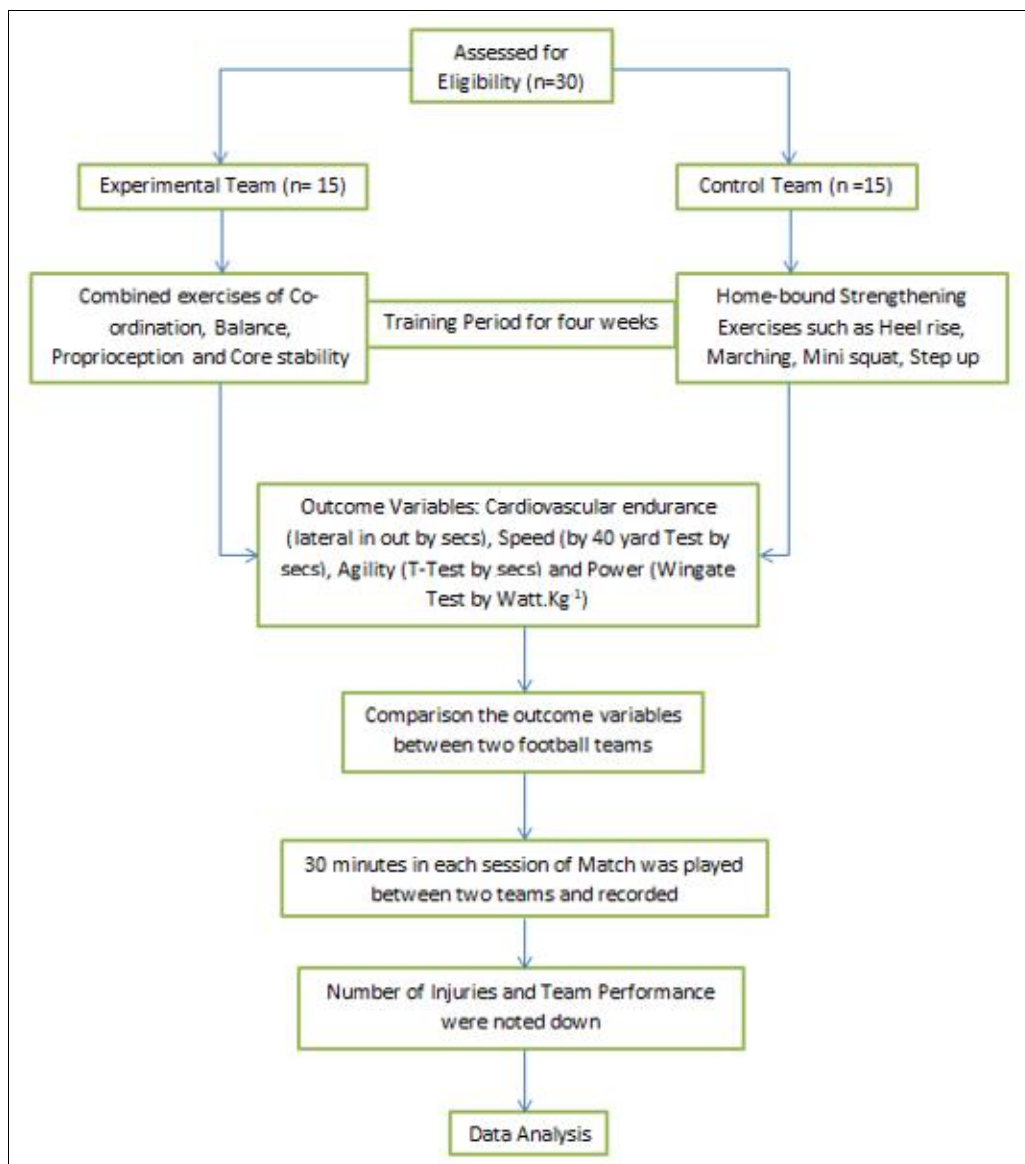 Assessed for
Eligibility (n=30)
Experimental Team (n= 15)
Control Team (n =15)
Combined exercises of Co-
ordination, Balance,
Proprioception and Core stability
Training Period for four weeks
Home-bound Strengthening
Exercises such as Heel rise,
Marching, Mini squat, Step up
Outcome Variables: Cardiovascular endurance
(lateral in out by secs), Speed (by 40 yard Test by
secs), Agility (T-Test by secs) and Power (Wingate
Test by Watt.Kg⁻¹)
Comparison the outcome variables
between two football teams
30 minutes in each session of Match was played
between two teams and recorded
Number of Injuries and Team Performance
were noted down
Data Analysis